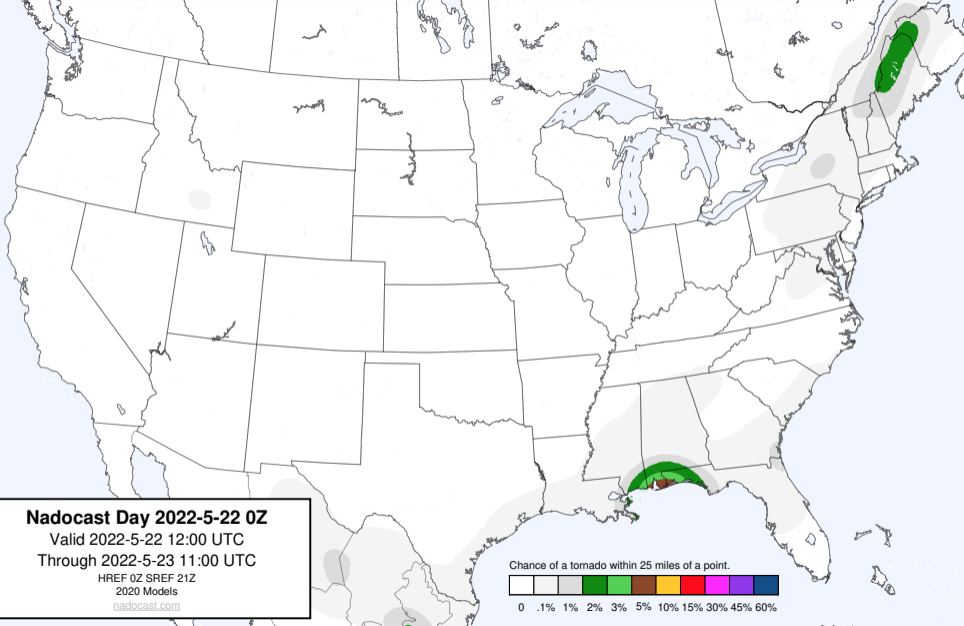 Nadocast Day 2022-5-22 0Z
Valid 2022-5-22 12:00 UTC
Through 2022-5-23 11:00 UTC
HREF 0Z SREF 21Z
2020 Models
nadocast.com
Chance of a tornado within 25 miles of a point.
0 .1% 1% 2% 3% 5% 10% 15% 30% 45% 60%